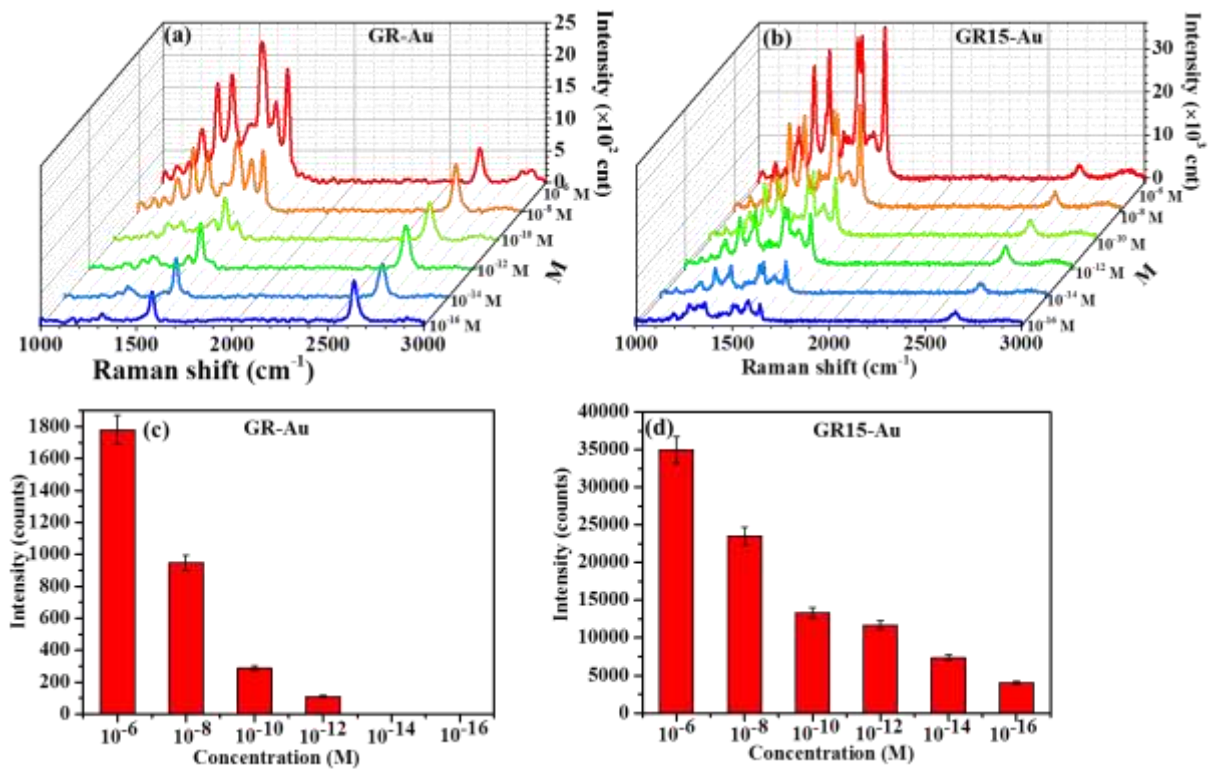 (a) GR-Au
Intensity (×10² cnt)
25
20
15
10
5
0
10⁻⁶ M
10⁻⁸ M
10⁻¹⁰ M
10⁻¹² M
10⁻¹⁴ M
10⁻¹⁶ M
M
1000 1500 2000 2500 3000
Raman shift (cm⁻¹)
(b) GR15-Au
Intensity (×10³ cnt)
30
20
10
0
10⁻⁶ M
10⁻⁸ M
10⁻¹⁰ M
10⁻¹² M
10⁻¹⁴ M
10⁻¹⁶ M
M
1000 1500 2000 2500 3000
Raman shift (cm⁻¹)
(c) GR-Au
Intensity (counts)
1800
1600
1400
1200
1000
800
600
400
200
0
10⁻⁶ 10⁻⁸ 10⁻¹⁰ 10⁻¹² 10⁻¹⁴ 10⁻¹⁶
Concentration (M)
(d) GR15-Au
Intensity (counts)
40000
35000
30000
25000
20000
15000
10000
5000
0
10⁻⁶ 10⁻⁸ 10⁻¹⁰ 10⁻¹² 10⁻¹⁴ 10⁻¹⁶
Concentration (M)